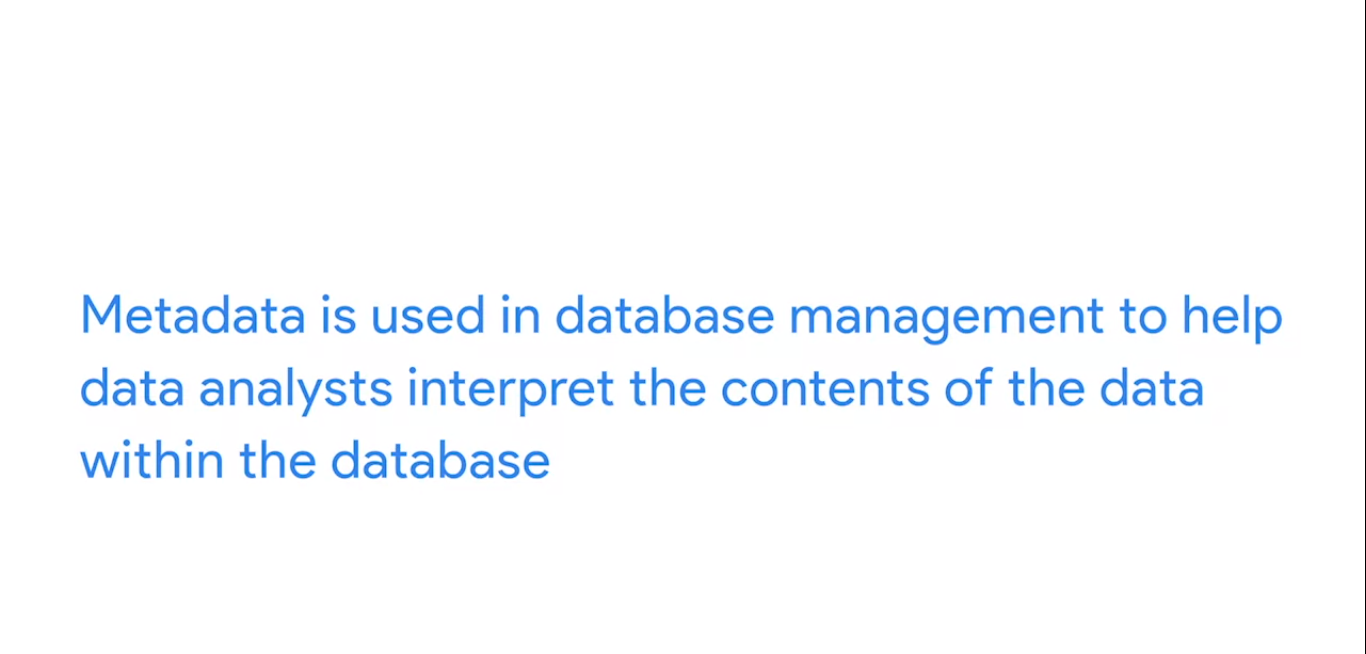 Metadata is used in database management to help
data analysts interpret the contents of the data
within the database